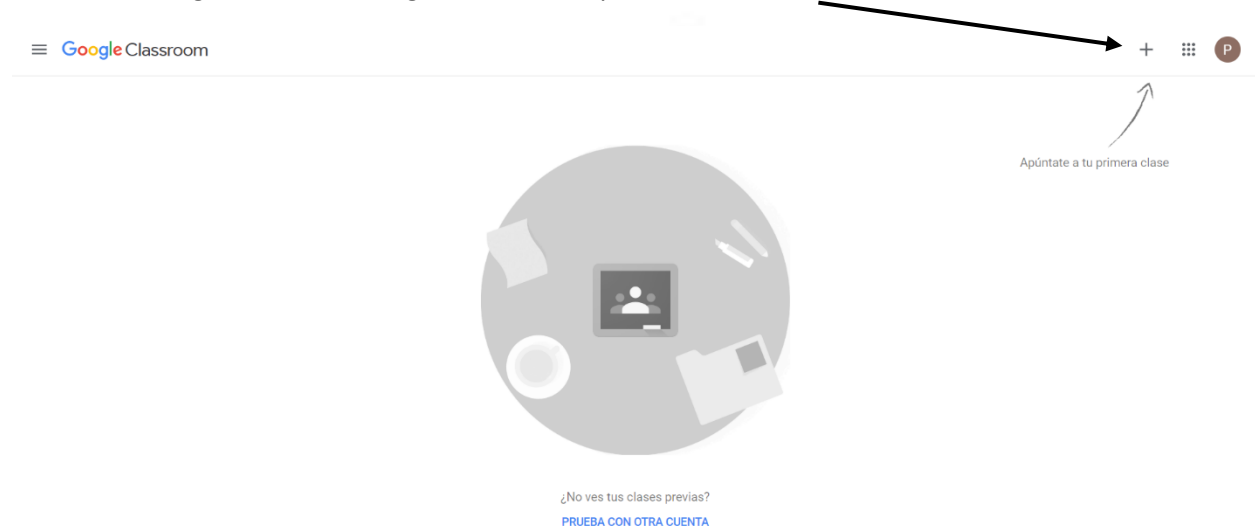 Google Classroom
P
Apúntate a tu primera clase
¿No ves tus clases previas?
PRUEBA CON OTRA CUENTA